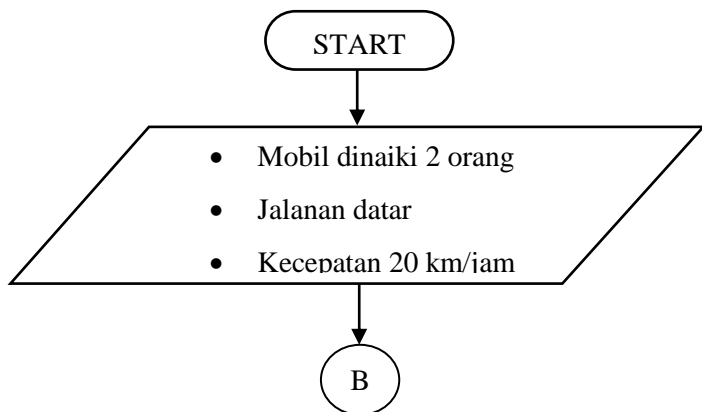 START
• Mobil dinaiki 2 orang
• Jalanan datar
• Kecepatan 20 km/jam
B